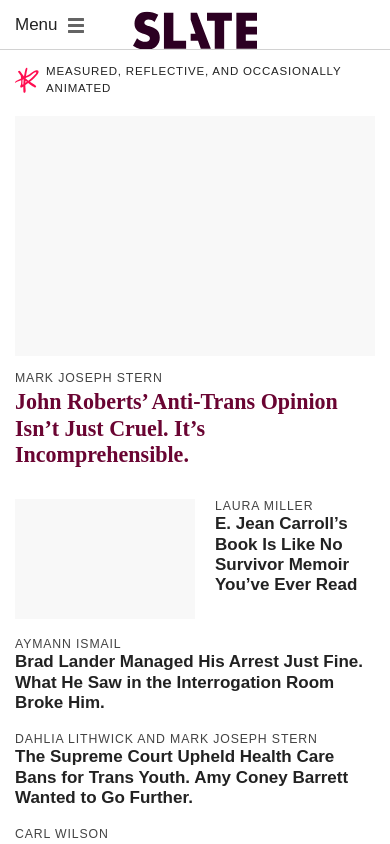 Menu
SLATE
MEASURED, REFLECTIVE, AND OCCASIONALLY
ANIMATED
MARK JOSEPH STERN
John Roberts’ Anti-Trans Opinion
Isn’t Just Cruel. It’s
Incomprehensible.
LAURA MILLER
E. Jean Carroll’s
Book Is Like No
Survivor Memoir
You’ve Ever Read
AYMANN ISMAIL
Brad Lander Managed His Arrest Just Fine.
What He Saw in the Interrogation Room
Broke Him.
DAHLIA LITHWICK AND MARK JOSEPH STERN
The Supreme Court Upheld Health Care
Bans for Trans Youth. Amy Coney Barrett
Wanted to Go Further.
CARL WILSON